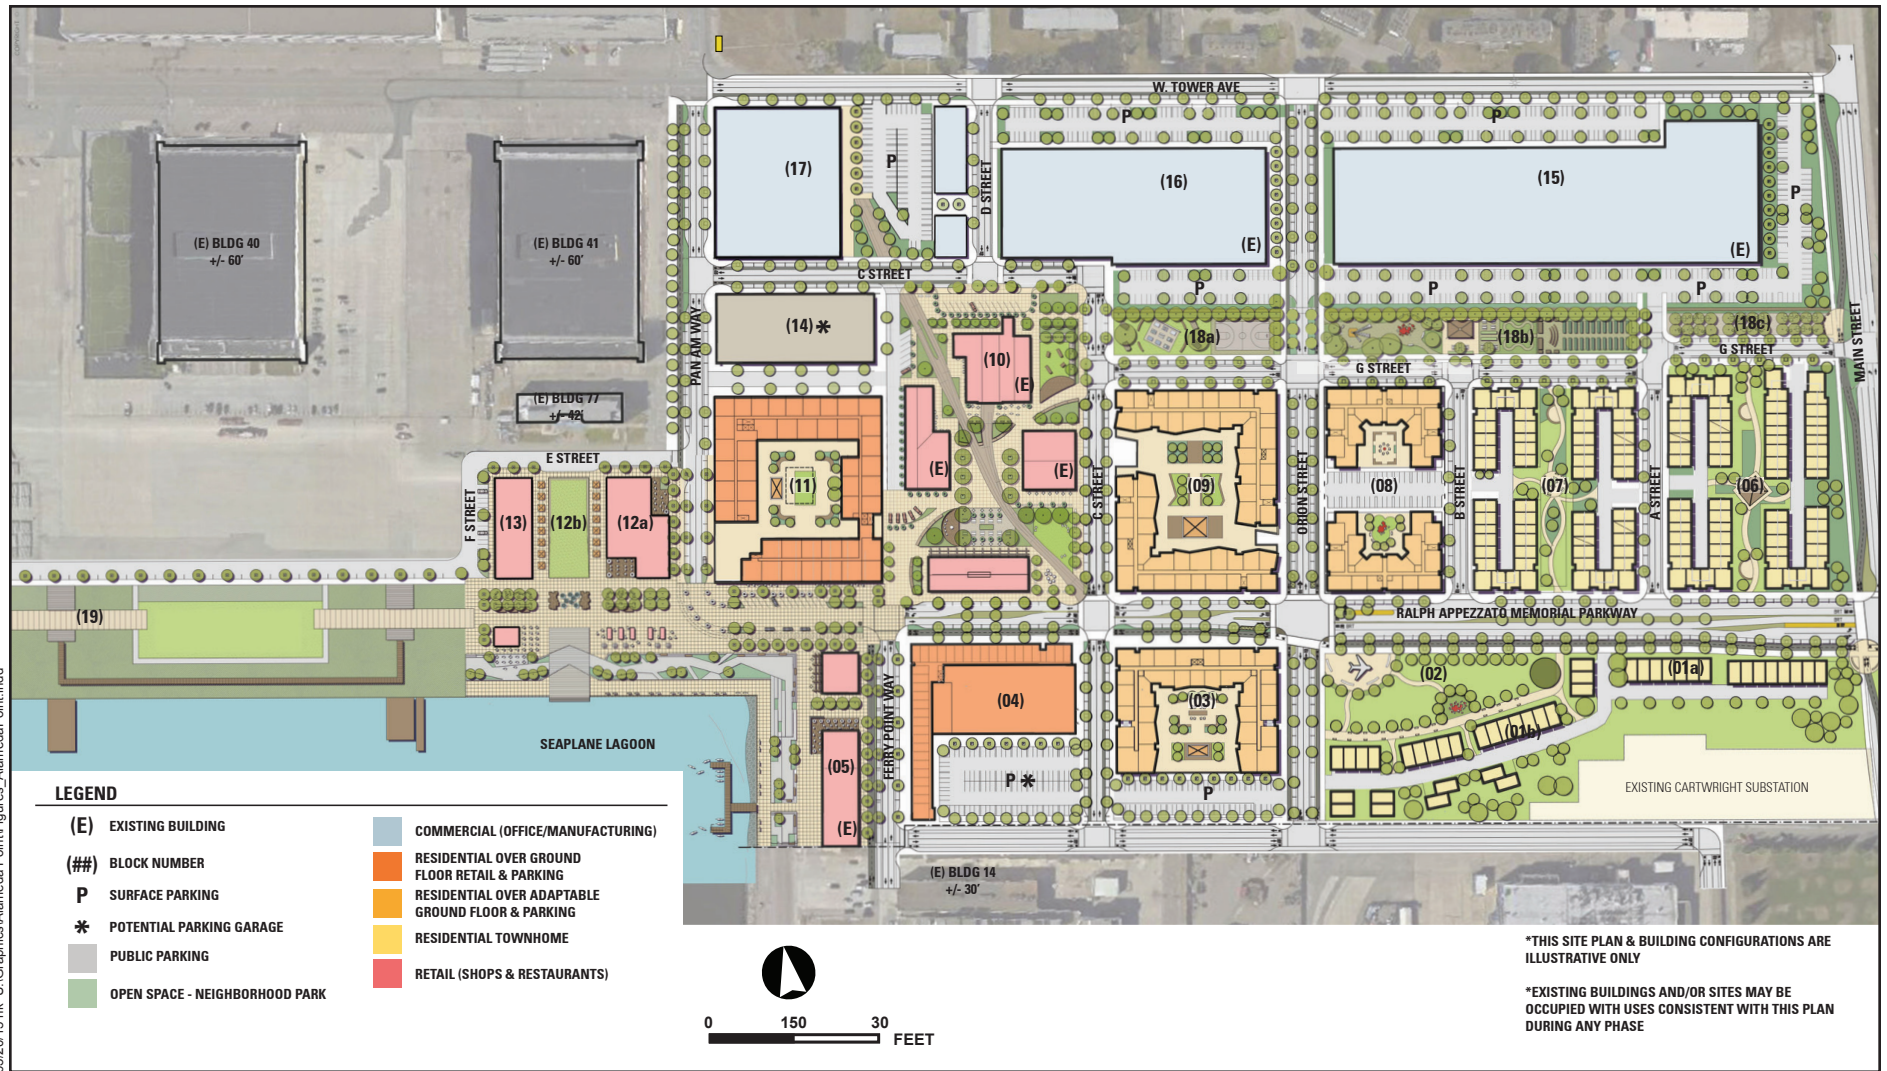 W. TOWER AVE
P
P
(17)
P
D STREET
(16)
(15)
P
(E) BLDG 40
+/- 60'
(E) BLDG 41
+/- 60'
(E)
(E)
C STREET
P
P
P
PAN AM WAY
(14)*
(10)
(E)
(18a)
(18b)
(18c)
G STREET
G STREET
MAIN STREET
(E) BLDG 77
+/- 42'
E STREET
F STREET
(13)
(12b)
(12a)
(11)
(E)
(E)
C STREET
(09)
ORION STREET
(08)
B STREET
(07)
A STREET
(06)
(19)
RALPH APPEZZATO MEMORIAL PARKWAY
SEAPLANE LAGOON
(05)
(E)
FERRY POINT WAY
(04)
P*
(03)
P
(02)
(01a)
(01b)
EXISTING CARTWRIGHT SUBSTATION
(E) BLDG 14
+/- 30'
LEGEND
(E) EXISTING BUILDING
(##) BLOCK NUMBER
P SURFACE PARKING
* POTENTIAL PARKING GARAGE
PUBLIC PARKING
OPEN SPACE - NEIGHBORHOOD PARK
COMMERCIAL (OFFICE/MANUFACTURING)
RESIDENTIAL OVER GROUND
FLOOR RETAIL & PARKING
RESIDENTIAL OVER ADAPTABLE
GROUND FLOOR & PARKING
RESIDENTIAL TOWNHOME
RETAIL (SHOPS & RESTAURANTS)
0 150 30
FEET
*THIS SITE PLAN & BUILDING CONFIGURATIONS ARE
ILLUSTRATIVE ONLY
*EXISTING BUILDINGS AND/OR SITES MAY BE
OCCUPIED WITH USES CONSISTENT WITH THIS PLAN
DURING ANY PHASE